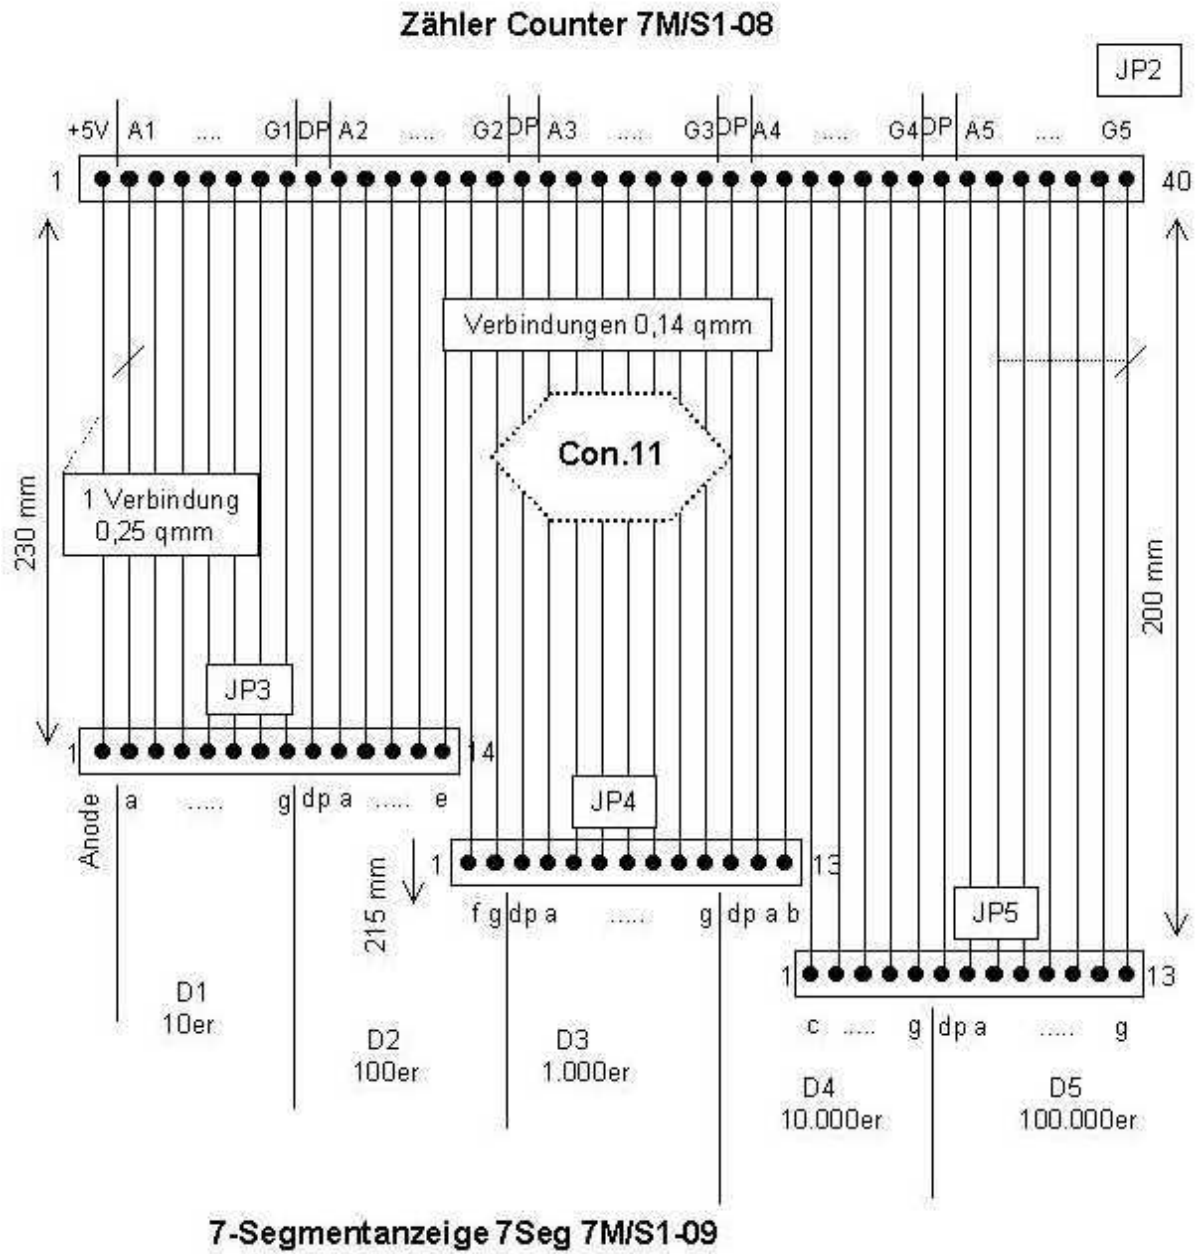 Zähler Counter 7M/S1-08
JP2
+5V A1 .... G1 DP A2 ..... G2 DP A3 ..... G3 DP A4 ..... G4 DP A5 .... G5
1 40
Verbindungen 0,14 qmm
Con.11
1 Verbindung
0,25 qmm
230 mm
200 mm
JP3
1 14
Anode a ..... g dp a ..... e
JP4
1 13
215 mm
f g dp a ..... g dp a b
JP5
1 13
c ..... g dp a ..... g
D1
10er
D2
100er
D3
1.000er
D4
10.000er
D5
100.000er
7-Segmentanzeige 7Seg 7M/S1-09